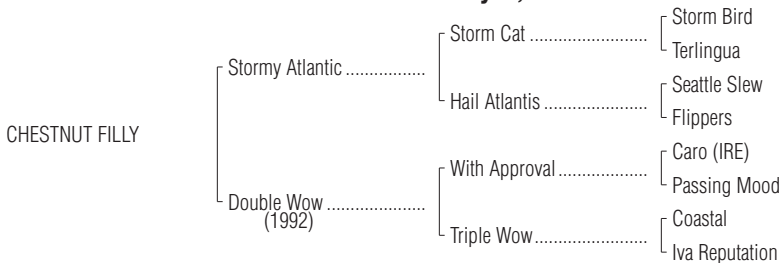 Storm Bird
Storm Cat ........................
Terlingua
Stormy Atlantic ................
Seattle Slew
Hail Atlantis .....................
Flippers
CHESTNUT FILLY
Caro (IRE)
With Approval ..................
Passing Mood
Double Wow ....................
(1992)
Coastal
Triple Wow.......................
Iva Reputation